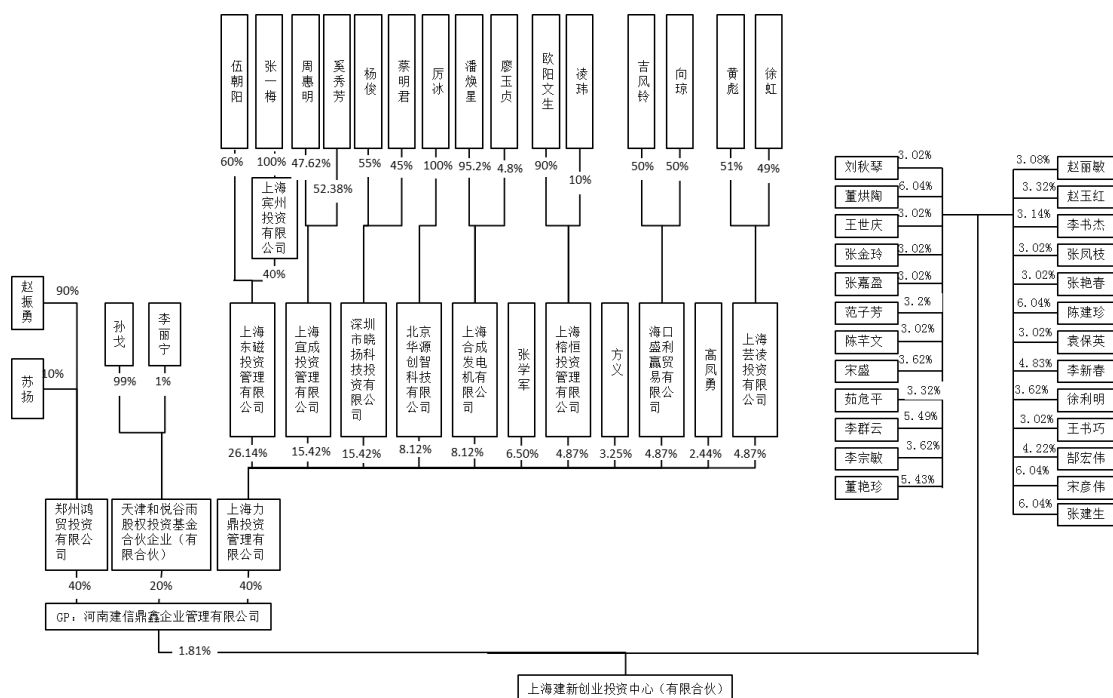 伍朝阳
张一梅
周惠明
奚秀芳
杨俊
蔡明君
厉冰
潘焕星
廖玉贞
欧阳文生
凌玮
吉风铃
向琼
黄彪
徐虹
60%
100%
47.62%
52.38%
55%
45%
100%
95.2%
4.8%
90%
10%
50%
50%
51%
49%
上海
宾州
投资
有限
公司
40%
赵振勇
90%
苏扬
10%
孙戈
99%
李丽宁
1%
上海
东磁
投资
管理
有限
公司
上海
宜成
投资
管理
有限
公司
深圳
市晓
扬科
技投
资有
限公
司
北京
华源
创智
科技
有限
公司
上海
合成
发电
机有
限公
司
张学军
上海
榕恒
投资
管理
有限
公司
方义
海口
盛利
赢贸
易有
限公
司
高凤勇
上海
芸凌
投资
有限
公司
26.14%
15.42%
15.42%
8.12%
8.12%
6.50%
4.87%
3.25%
4.87%
2.44%
4.87%
郑州鸿
贸投资
有限公
司
天津和悦谷雨
股权投资基金
合伙企业（有
限合伙）
上海力
鼎投资
管理有
限公司
40%
20%
40%
GP：河南建信鼎鑫企业管理有限公司
1.81%
上海建新创业投资中心（有限合伙）
刘秋琴
3.02%
董烘陶
6.04%
王世庆
3.02%
张金玲
3.02%
张嘉盈
3.02%
范子芳
3.2%
陈芊文
3.02%
宋盛
3.62%
茹危平
3.32%
李群云
5.49%
李宗敏
3.62%
董艳珍
5.43%
3.08%
赵丽敏
3.32%
赵玉红
3.14%
李书杰
3.02%
张凤枝
3.02%
张艳春
6.04%
陈建珍
3.02%
袁保英
4.83%
李新春
3.62%
徐利明
3.02%
王书巧
4.22%
郜宏伟
6.04%
宋彦伟
6.04%
张建生